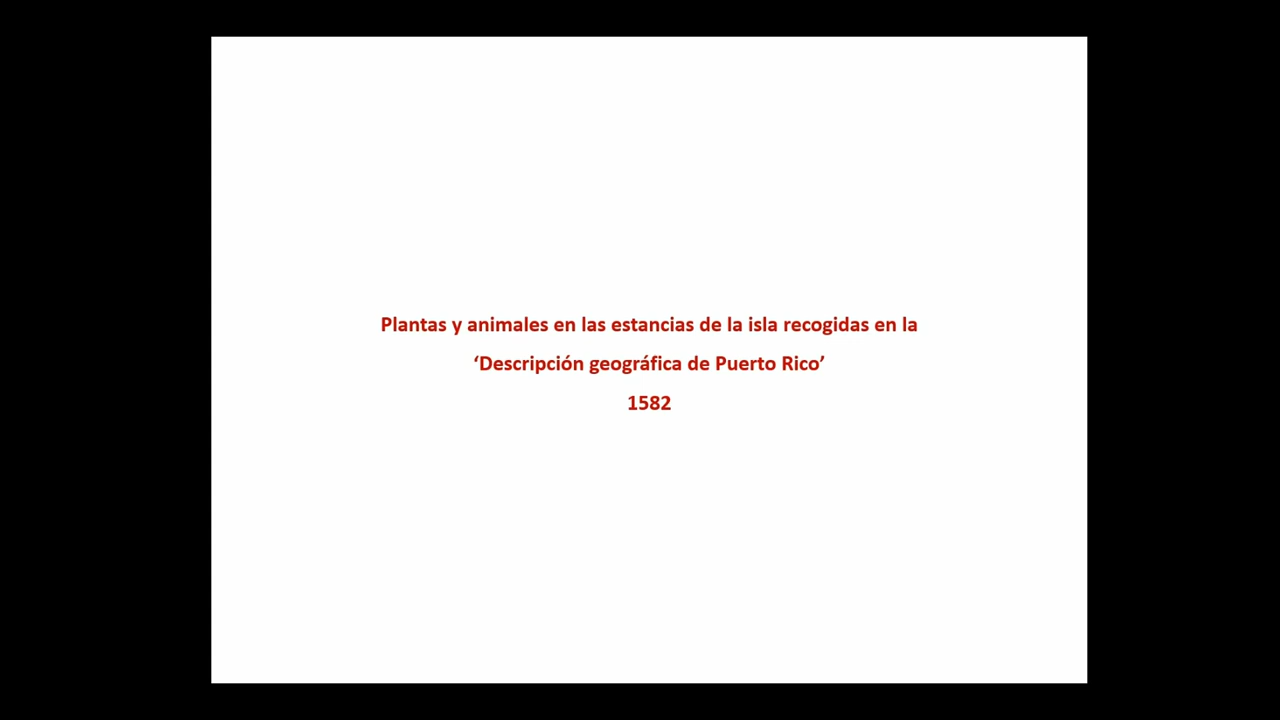 Plantas y animales en las estancias de la isla recogidas en la
‘Descripción geográfica de Puerto Rico’
1582